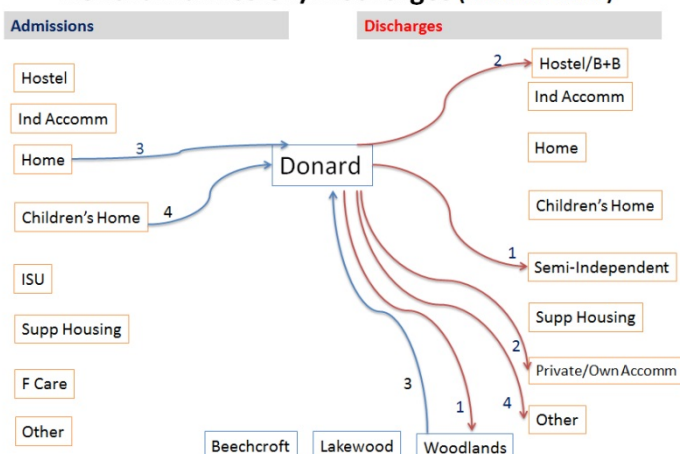 Admissions
Discharges
Hostel
Ind Accomm
Home
Children's Home
ISU
Supp Housing
F Care
Other
3
4
Donard
3
Beechcroft
Lakewood
Woodlands
2
1
2
1
4
Hostel/B+B
Ind Accomm
Home
Children's Home
Semi-Independent
Supp Housing
Private/Own Accomm
Other